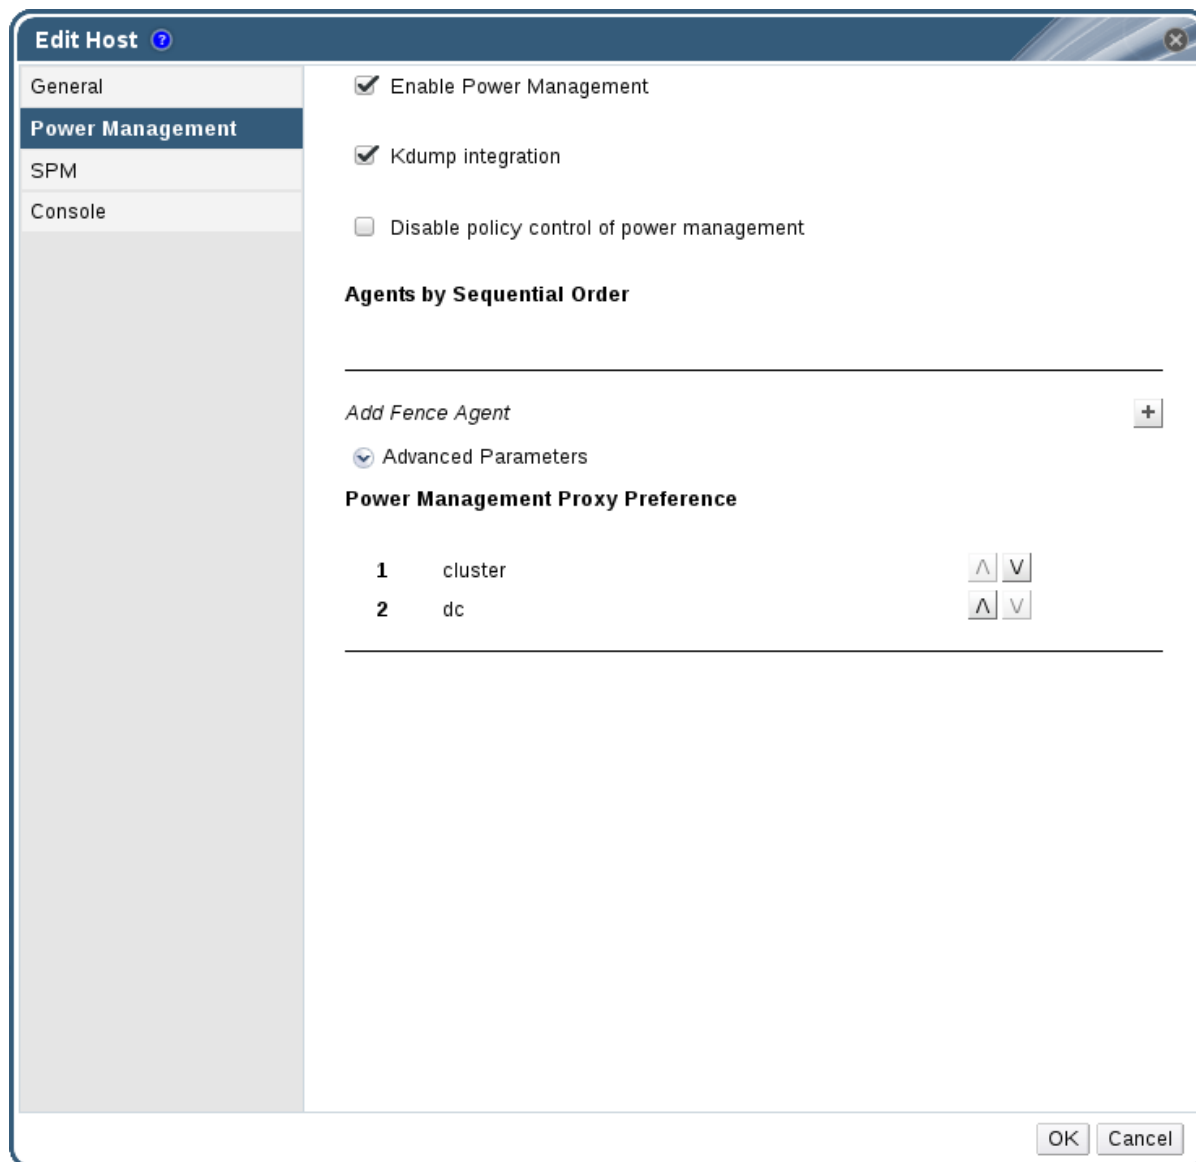 Edit Host ?
General
Power Management
SPM
Console
Enable Power Management
Kdump integration
Disable policy control of power management
Agents by Sequential Order
Add Fence Agent +
Advanced Parameters
Power Management Proxy Preference
1 cluster
2 dc
OK Cancel